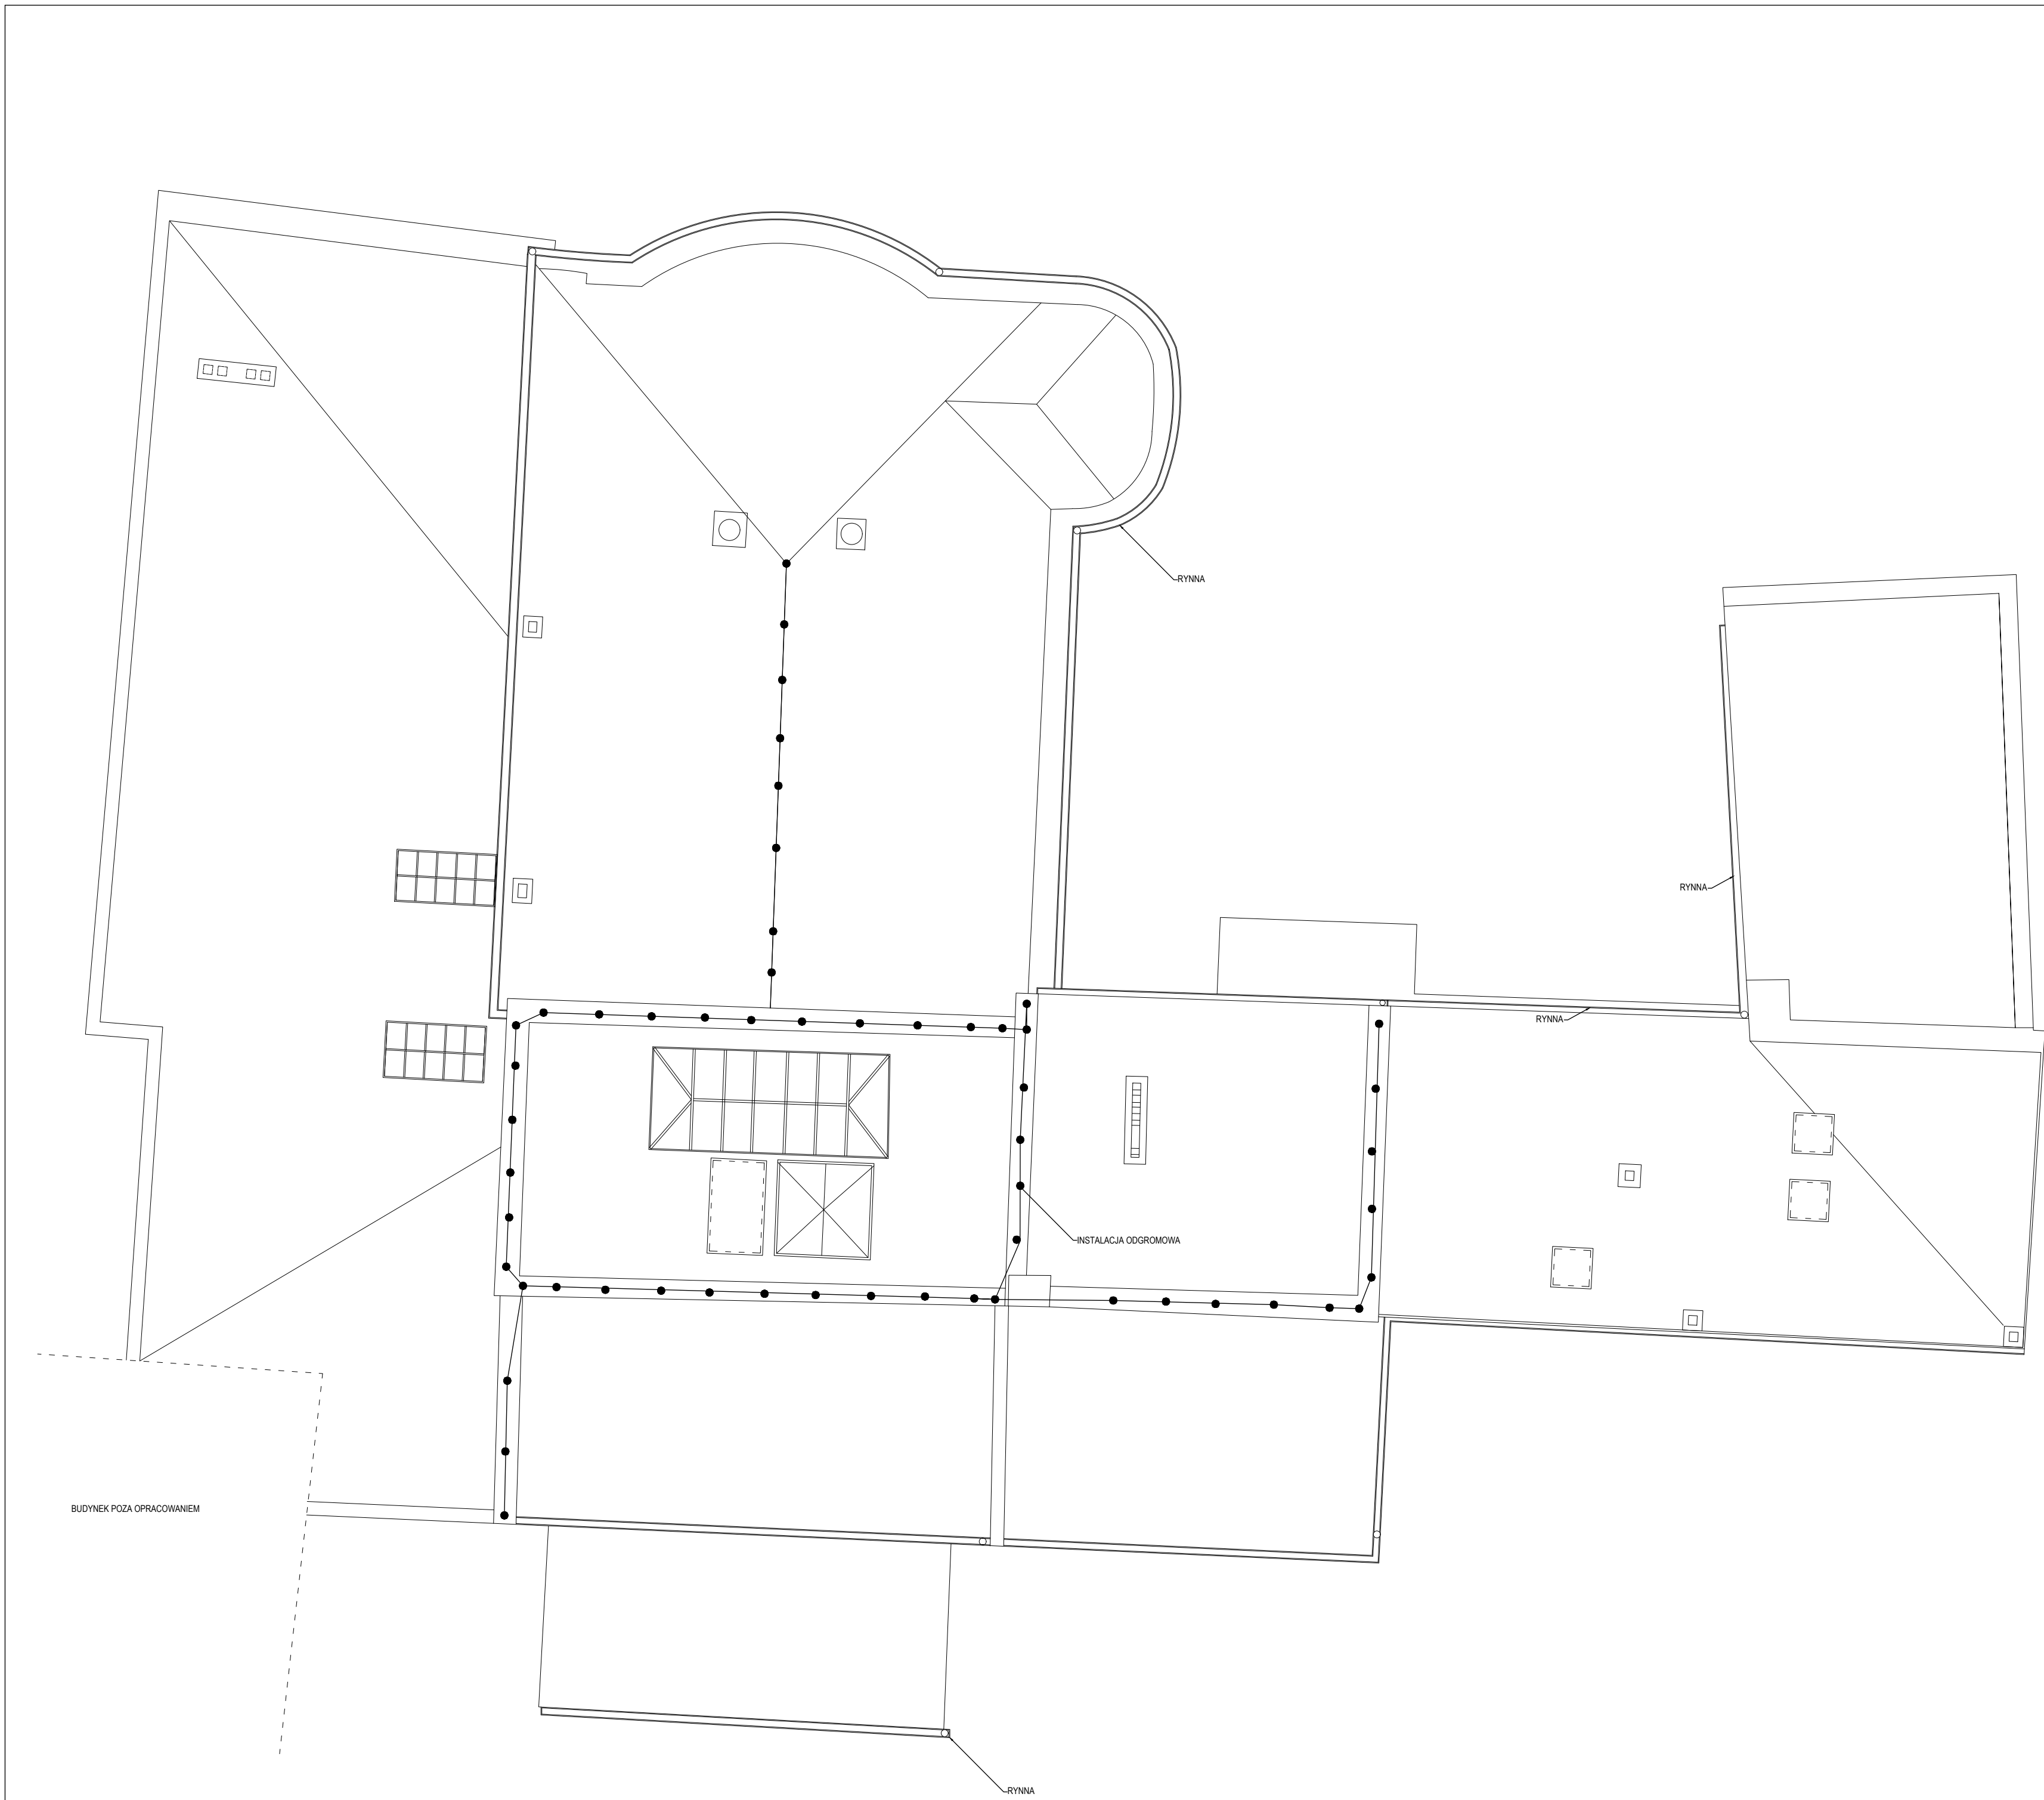 RYNNA
RYNNA
RYNNA
INSTALACJA ODGROMOWA
BUDYNEK POZA OPRACOWANIEM
RYNNA